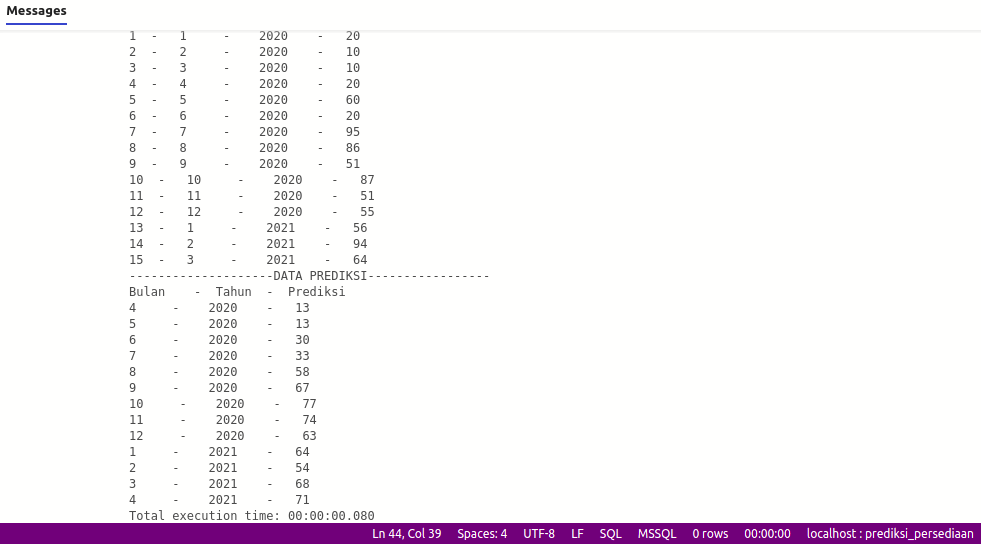 Messages
1 - 1 - 2020 - 20
2 - 2 - 2020 - 10
3 - 3 - 2020 - 10
4 - 4 - 2020 - 20
5 - 5 - 2020 - 60
6 - 6 - 2020 - 20
7 - 7 - 2020 - 95
8 - 8 - 2020 - 86
9 - 9 - 2020 - 51
10 - 10 - 2020 - 87
11 - 11 - 2020 - 51
12 - 12 - 2020 - 55
13 - 1 - 2021 - 56
14 - 2 - 2021 - 94
15 - 3 - 2021 - 64
--------------------DATA PREDIKSI-----------------
Bulan - Tahun - Prediksi
4 - 2020 - 13
5 - 2020 - 13
6 - 2020 - 30
7 - 2020 - 33
8 - 2020 - 58
9 - 2020 - 67
10 - 2020 - 77
11 - 2020 - 74
12 - 2020 - 63
1 - 2021 - 64
2 - 2021 - 54
3 - 2021 - 68
4 - 2021 - 71
Total execution time: 00:00:00.080
Ln 44, Col 39 Spaces: 4 UTF-8 LF SQL MSSQL 0 rows 00:00:00 localhost : prediksi_persediaan